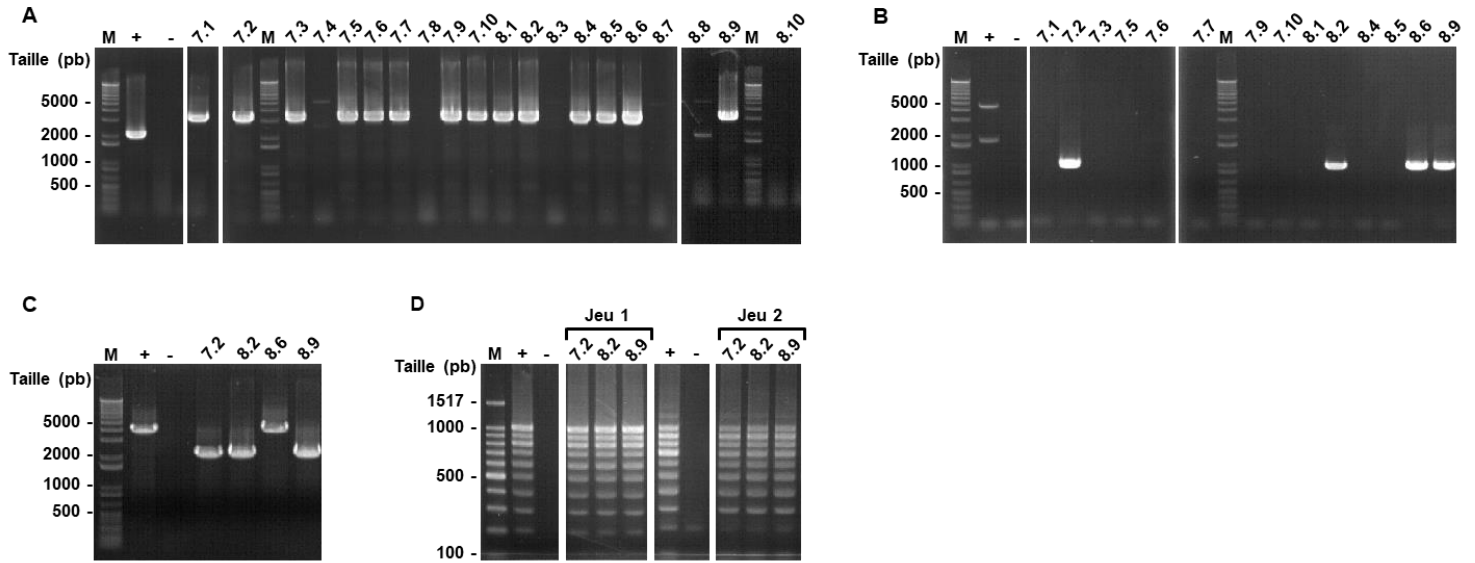 A
M + - 7.1 7.2 M 7.3 7.4 7.5 7.6 7.7 7.8 7.9 7.10 8.1 8.2 8.3 8.4 8.5 8.6 8.7 8.8 8.9 M 8.10
Taille (pb)
5000 -
2000 -
1000 -
500 -
B
M + - 7.1 7.2 7.3 7.5 7.6 7.7 M 7.9 7.10 8.1 8.2 8.4 8.5 8.6 8.9
Taille (pb)
5000 -
2000 -
1000 -
500 -
C
M + - 7.2 8.2 8.6 8.9
Taille (pb)
5000 -
2000 -
1000 -
500 -
D
Jeu 1 Jeu 2
M + - 7.2 8.2 8.9 + - 7.2 8.2 8.9
Taille (pb)
1517 -
1000 -
500 -
100 -